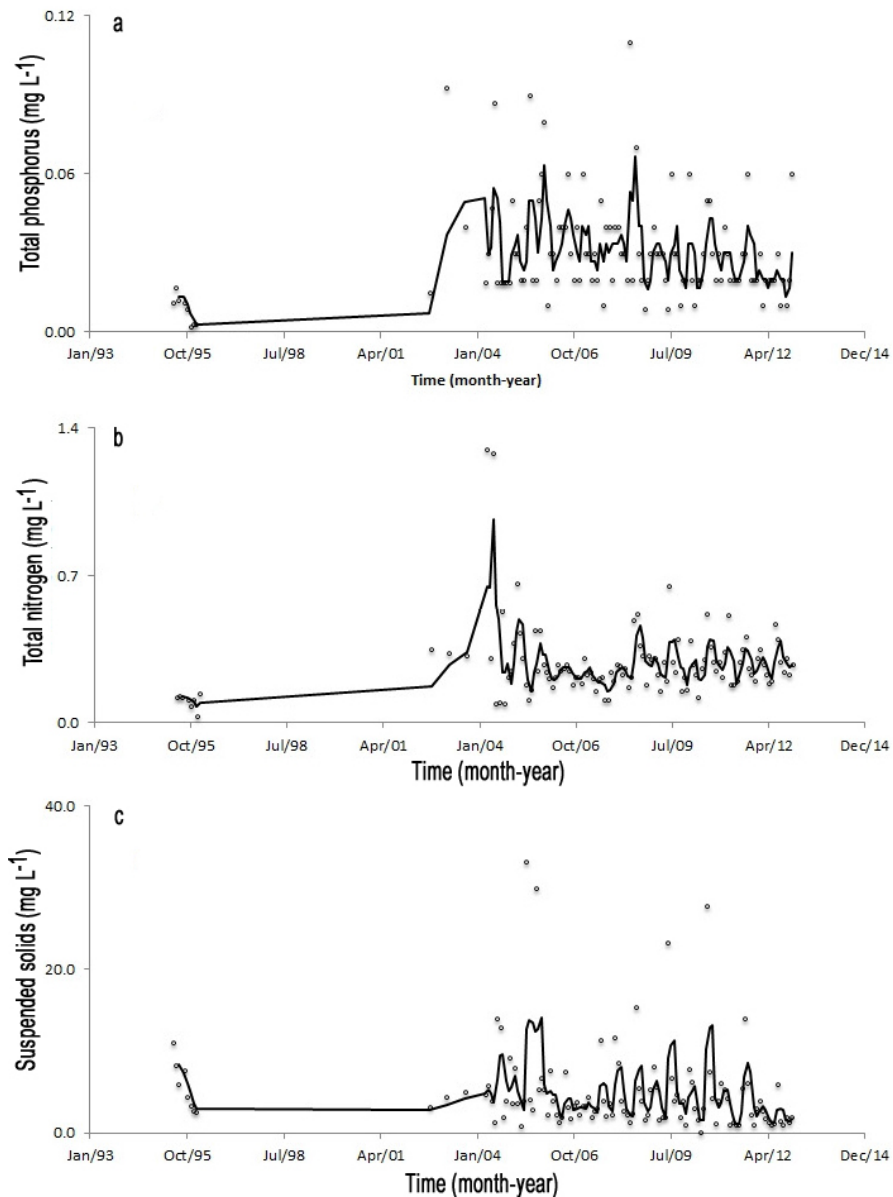 a
0.12
0.06
0.00
Total phosphorus (mg L-1)
Jan/93 Oct/95 Jul/98 Apr/01 Jan/04 Oct/06 Jul/09 Apr/12 Dec/14
Time (month-year)
b
1.4
0.7
0.0
Total nitrogen (mg L-1)
Jan/93 Oct/95 Jul/98 Apr/01 Jan/04 Oct/06 Jul/09 Apr/12 Dec/14
Time (month-year)
c
40.0
20.0
0.0
Suspended solids (mg L-1)
Jan/93 Oct/95 Jul/98 Apr/01 Jan/04 Oct/06 Jul/09 Apr/12 Dec/14
Time (month-year)